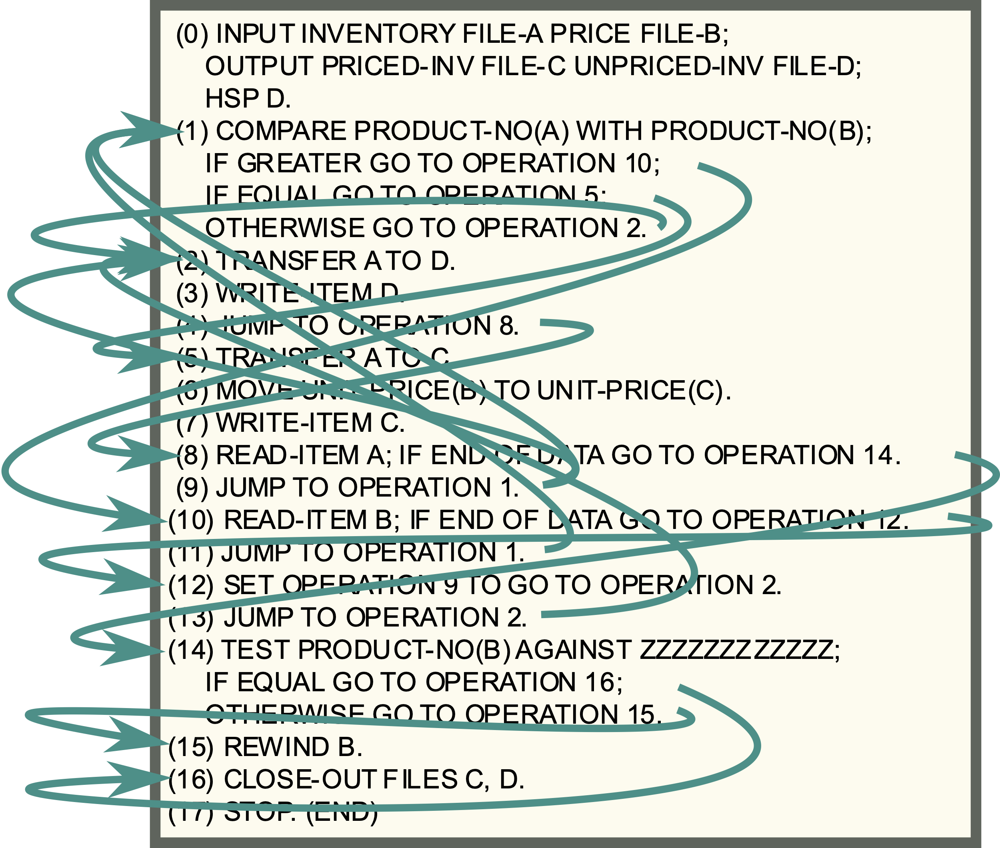 (0) INPUT INVENTORY FILE-A PRICE FILE-B;
OUTPUT PRICED-INV FILE-C UNPRICED-INV FILE-D;
HSP D.
(1) COMPARE PRODUCT-NO(A) WITH PRODUCT-NO(B);
IF GREATER GO TO OPERATION 10;
IF EQUAL GO TO OPERATION 5;
OTHERWISE GO TO OPERATION 2.
(2) TRANSFER A TO D.
(3) WRITE-ITEM D.
(4) JUMP TO OPERATION 8.
(5) TRANSFER A TO C.
(6) MOVE UNIT-PRICE(B) TO UNIT-PRICE(C).
(7) WRITE-ITEM C.
(8) READ-ITEM A; IF END OF DATA GO TO OPERATION 14.
(9) JUMP TO OPERATION 1.
(10) READ-ITEM B; IF END OF DATA GO TO OPERATION 12.
(11) JUMP TO OPERATION 1.
(12) SET OPERATION 9 TO GO TO OPERATION 2.
(13) JUMP TO OPERATION 2.
(14) TEST PRODUCT-NO(B) AGAINST ZZZZZZZZZZZZ;
IF EQUAL GO TO OPERATION 16;
OTHERWISE GO TO OPERATION 15.
(15) REWIND B.
(16) CLOSE-OUT FILES C, D.
(17) STOP. (END)